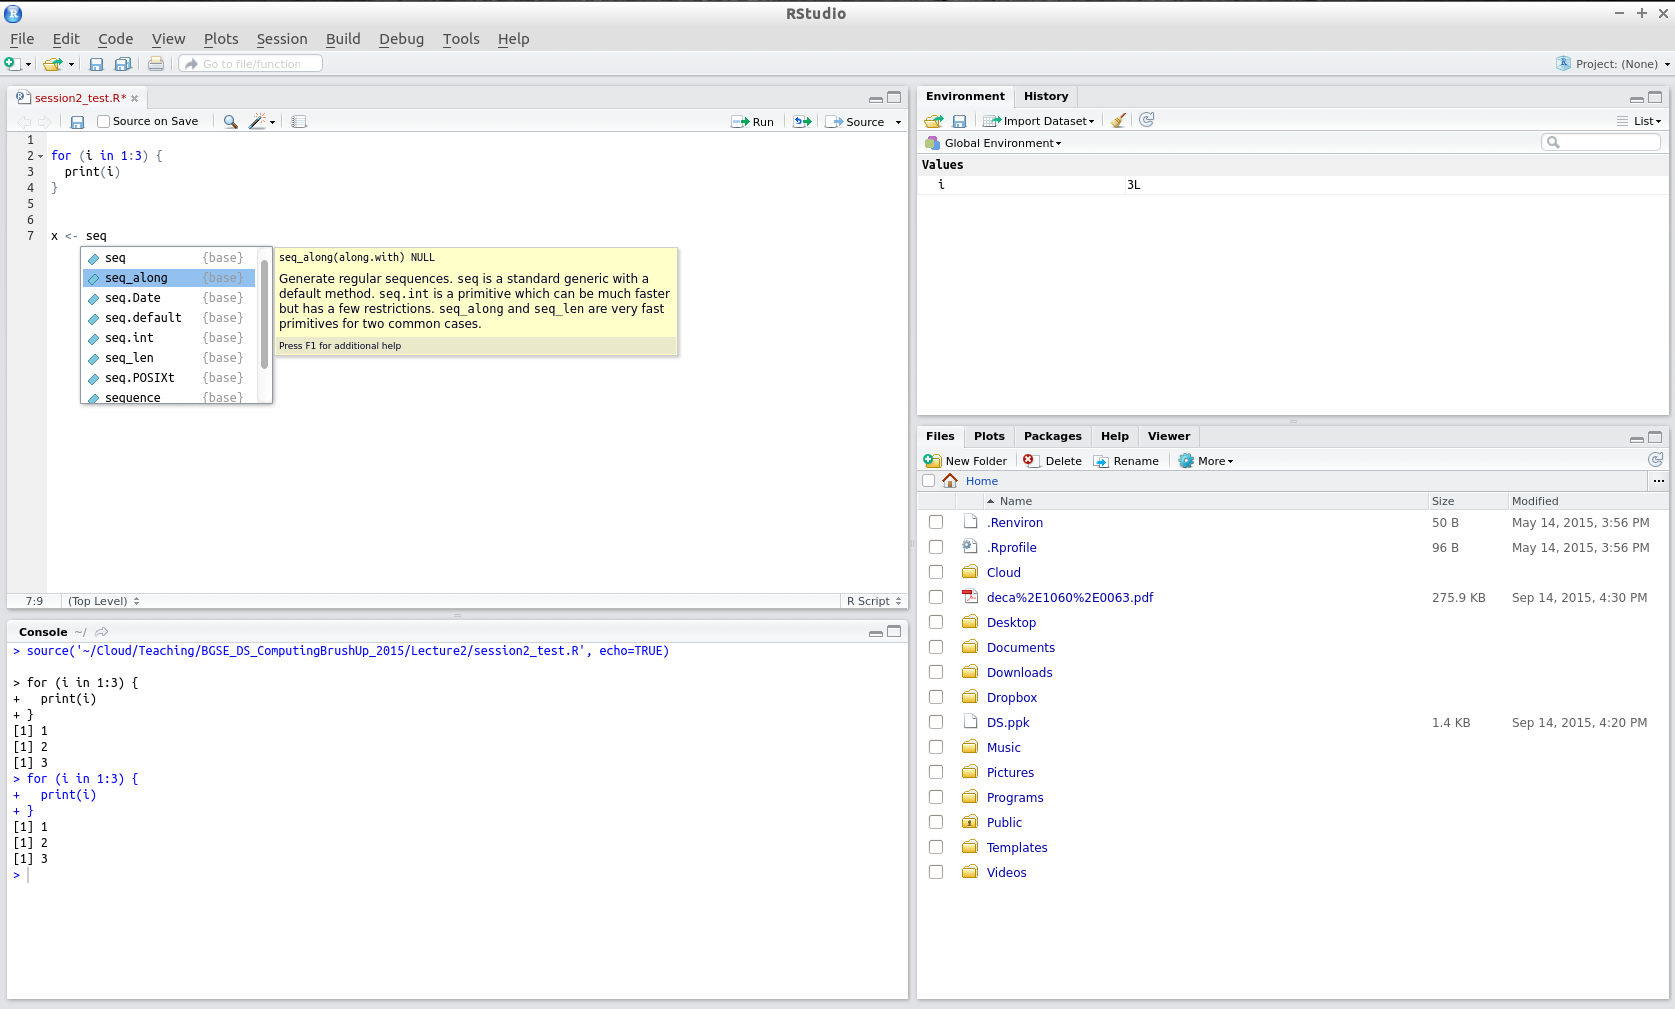 RStudio
File Edit Code View Plots Session Build Debug Tools Help
Go to file/function
Project: (None)
session2_test.R*
Source on Save
Run
Source
1
2 for (i in 1:3) {
3   print(i)
4 }
5
6
7 x <- seq
seq {base}
seq_along {base}
seq.Date {base}
seq.default {base}
seq.int {base}
seq_len {base}
seq.POSIXt {base}
sequence {base}
seq_along(along.with) NULL
Generate regular sequences. seq is a standard generic with a
default method. seq.int is a primitive which can be much faster
but has a few restrictions. seq_along and seq_len are very fast
primitives for two common cases.
Press F1 for additional help
7:9 (Top Level) R Script
Console ~/
> source('~/Cloud/Teaching/BGSE_DS_ComputingBrushUp_2015/Lecture2/session2_test.R', echo=TRUE)
> for (i in 1:3) {
+   print(i)
+ }
[1] 1
[1] 2
[1] 3
> for (i in 1:3) {
+   print(i)
+ }
[1] 1
[1] 2
[1] 3
>
Environment History
Import Dataset List
Global Environment
Values
i 3L
Files Plots Packages Help Viewer
New Folder Delete Rename More
Home ...
Name Size Modified
.Renviron 50 B May 14, 2015, 3:56 PM
.Rprofile 96 B May 14, 2015, 3:56 PM
Cloud
deca%2E1060%2E0063.pdf 275.9 KB Sep 14, 2015, 4:30 PM
Desktop
Documents
Downloads
Dropbox
DS.ppk 1.4 KB Sep 14, 2015, 4:20 PM
Music
Pictures
Programs
Public
Templates
Videos